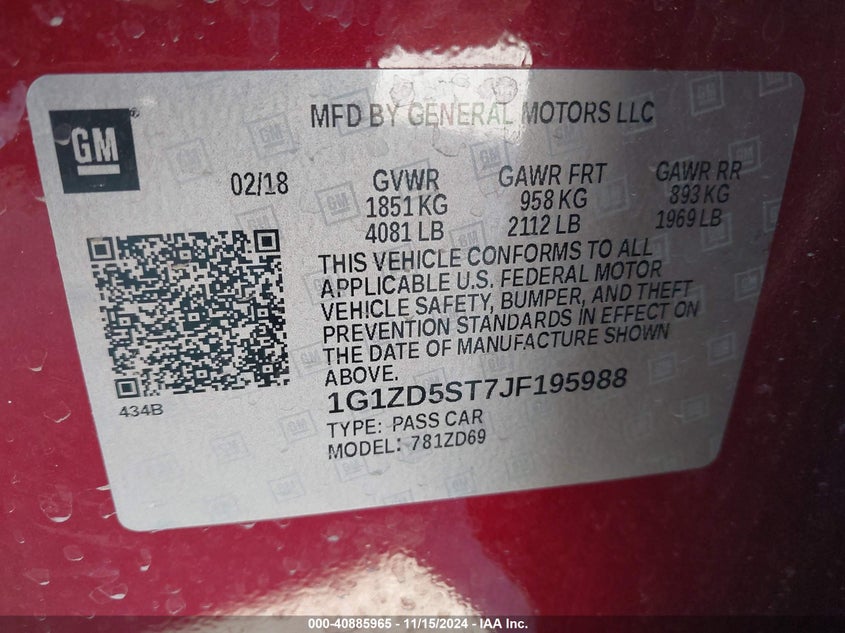 GM
®
MFD BY GENERAL MOTORS LLC
02/18
GVWR
1851 KG
4081 LB
GAWR FRT
958 KG
2112 LB
GAWR RR
893 KG
1969 LB
THIS VEHICLE CONFORMS TO ALL
APPLICABLE U.S. FEDERAL MOTOR
VEHICLE SAFETY, BUMPER, AND THEFT
PREVENTION STANDARDS IN EFFECT ON
THE DATE OF MANUFACTURE SHOWN
ABOVE.
434B
1G1ZD5ST7JF195988
TYPE: PASS CAR
MODEL: 781ZD69
000-40885965 - 11/15/2024 - IAA Inc.